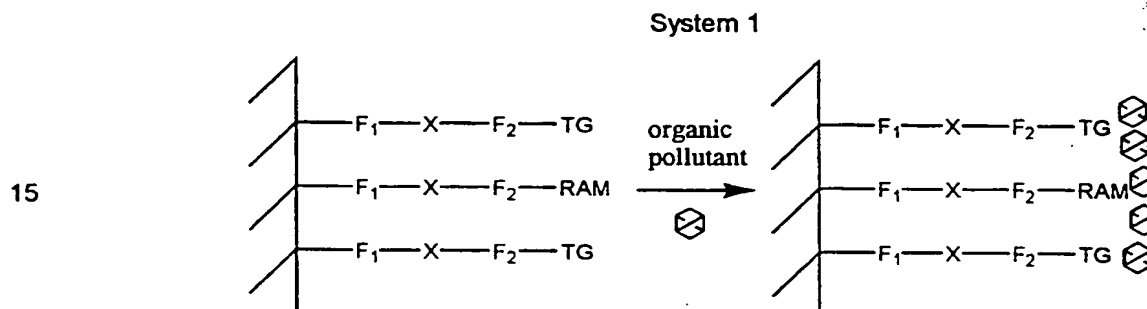 System 1
F₁—X—F₂—TG
F₁—X—F₂—TG
organic
pollutant
15
F₁—X—F₂—RAM
F₁—X—F₂—RAM
F₁—X—F₂—TG
F₁—X—F₂—TG